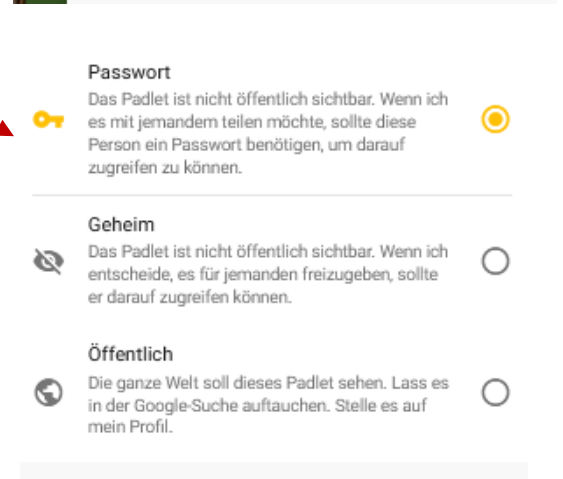 Passwort
Das Padlet ist nicht öffentlich sichtbar. Wenn ich
es mit jemandem teilen möchte, sollte diese
Person ein Passwort benötigen, um darauf
zugreifen zu können.
Geheim
Das Padlet ist nicht öffentlich sichtbar. Wenn ich
entscheide, es für jemanden freizugeben, sollte
er darauf zugreifen können.
Öffentlich
Die ganze Welt soll dieses Padlet sehen. Lass es
in der Google-Suche auftauchen. Stelle es auf
mein Profil.